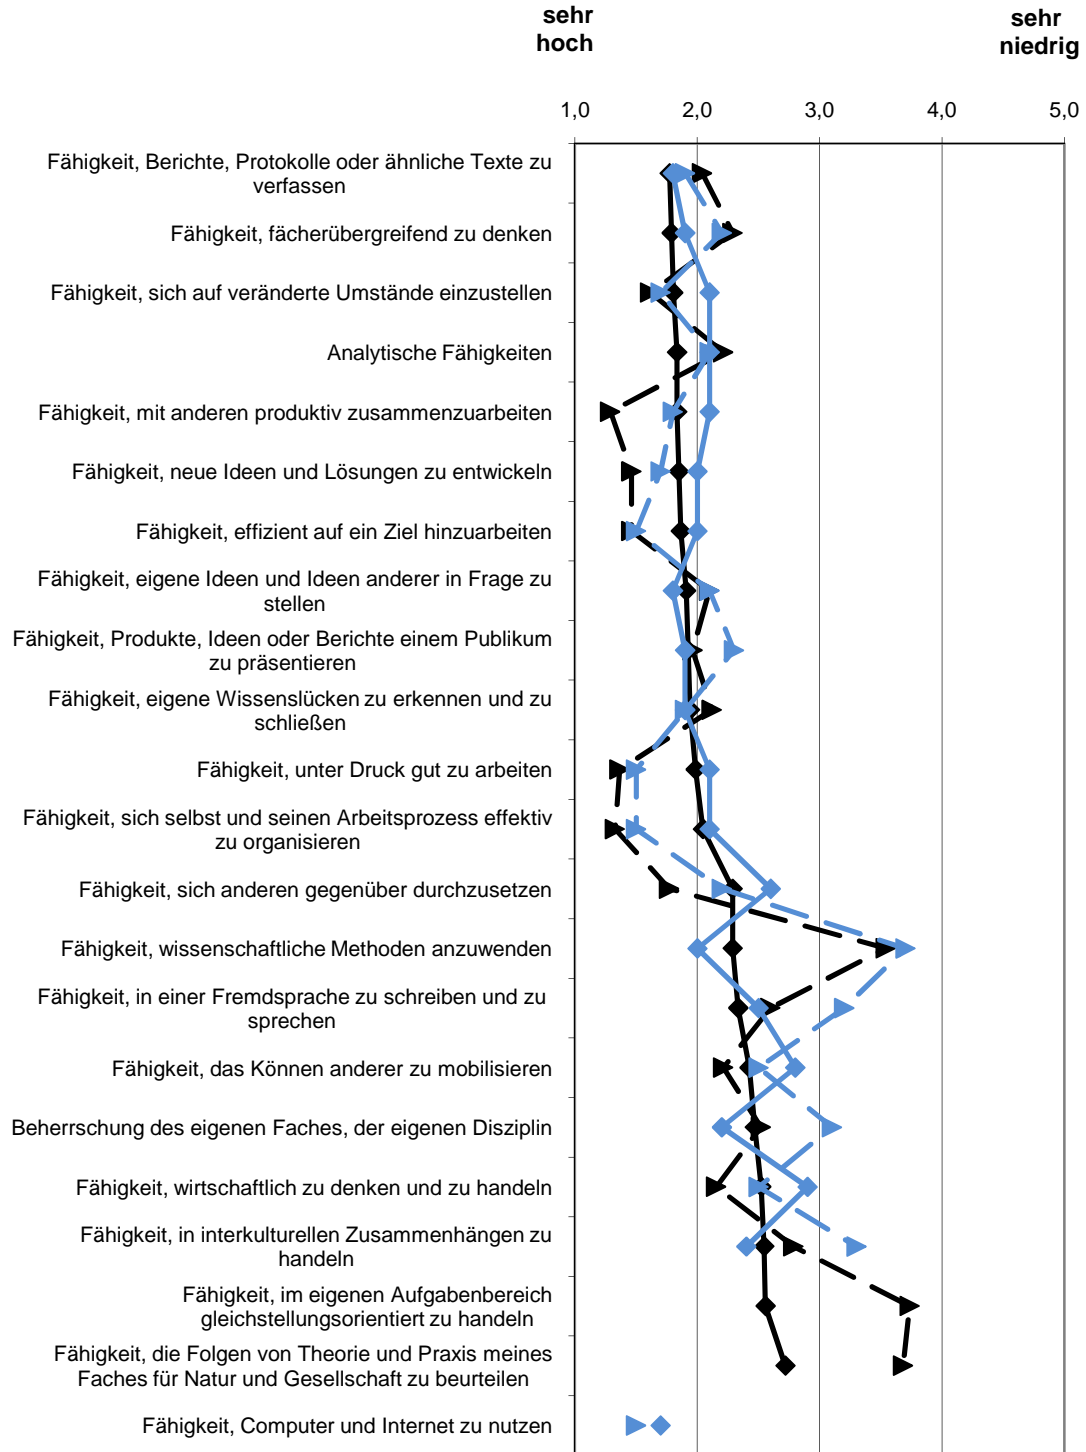 sehr
hoch
sehr
niedrig
1,0 2,0 3,0 4,0 5,0
Fähigkeit, Berichte, Protokolle oder ähnliche Texte zu
verfassen
Fähigkeit, fächerübergreifend zu denken
Fähigkeit, sich auf veränderte Umstände einzustellen
Analytische Fähigkeiten
Fähigkeit, mit anderen produktiv zusammenzuarbeiten
Fähigkeit, neue Ideen und Lösungen zu entwickeln
Fähigkeit, effizient auf ein Ziel hinzuarbeiten
Fähigkeit, eigene Ideen und Ideen anderer in Frage zu
stellen
Fähigkeit, Produkte, Ideen oder Berichte einem Publikum
zu präsentieren
Fähigkeit, eigene Wissenslücken zu erkennen und zu
schließen
Fähigkeit, unter Druck gut zu arbeiten
Fähigkeit, sich selbst und seinen Arbeitsprozess effektiv
zu organisieren
Fähigkeit, sich anderen gegenüber durchzusetzen
Fähigkeit, wissenschaftliche Methoden anzuwenden
Fähigkeit, in einer Fremdsprache zu schreiben und zu
sprechen
Fähigkeit, das Können anderer zu mobilisieren
Beherrschung des eigenen Faches, der eigenen Disziplin
Fähigkeit, wirtschaftlich zu denken und zu handeln
Fähigkeit, in interkulturellen Zusammenhängen zu
handeln
Fähigkeit, im eigenen Aufgabenbereich
gleichstellungsorientiert zu handeln
Fähigkeit, die Folgen von Theorie und Praxis meines
Faches für Natur und Gesellschaft zu beurteilen
Fähigkeit, Computer und Internet zu nutzen